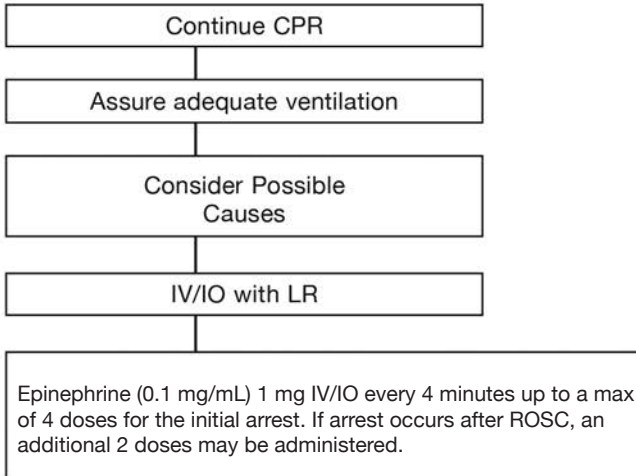 Continue CPR
Assure adequate ventilation
Consider Possible
Causes
IV/IO with LR
Epinephrine (0.1 mg/mL) 1 mg IV/IO every 4 minutes up to a max
of 4 doses for the initial arrest. If arrest occurs after ROSC, an
additional 2 doses may be administered.